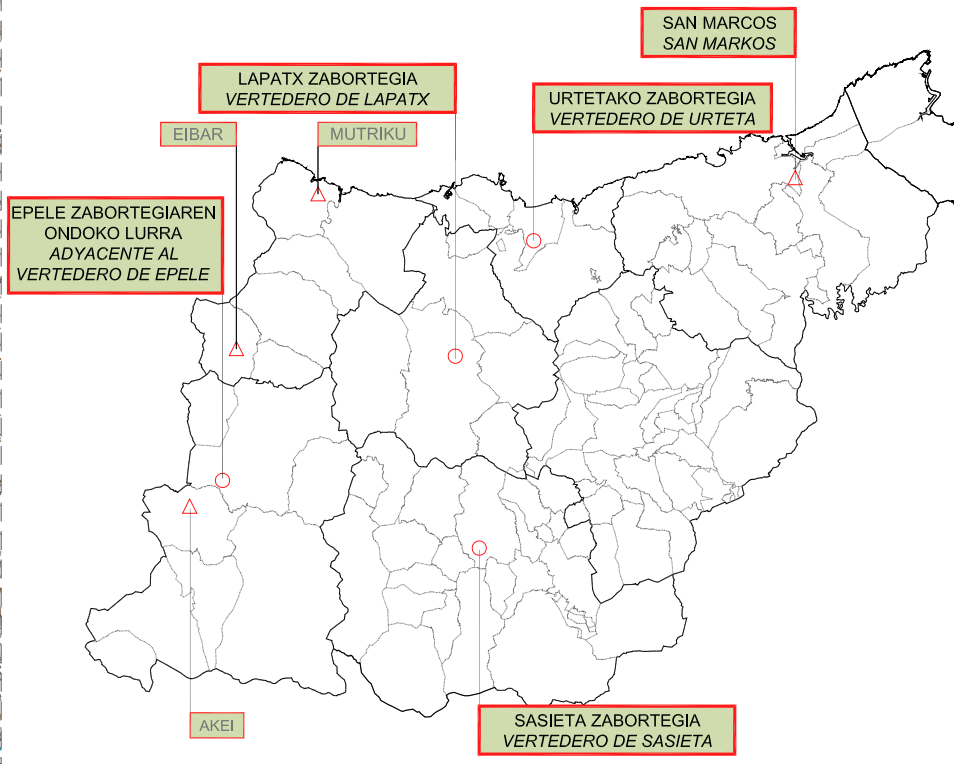 SAN MARCOS
SAN MARKOS
LAPATX ZABORTEGIA
VERTEDERO DE LAPATX
URTETAKO ZABORTEGIA
VERTEDERO DE URTETA
EIBAR
MUTRIKU
EPELE ZABORTEGIAREN
ONDOKO LURRA
ADYACENTE AL
VERTEDERO DE EPELE
AKEI
SASIETA ZABORTEGIA
VERTEDERO DE SASIETA